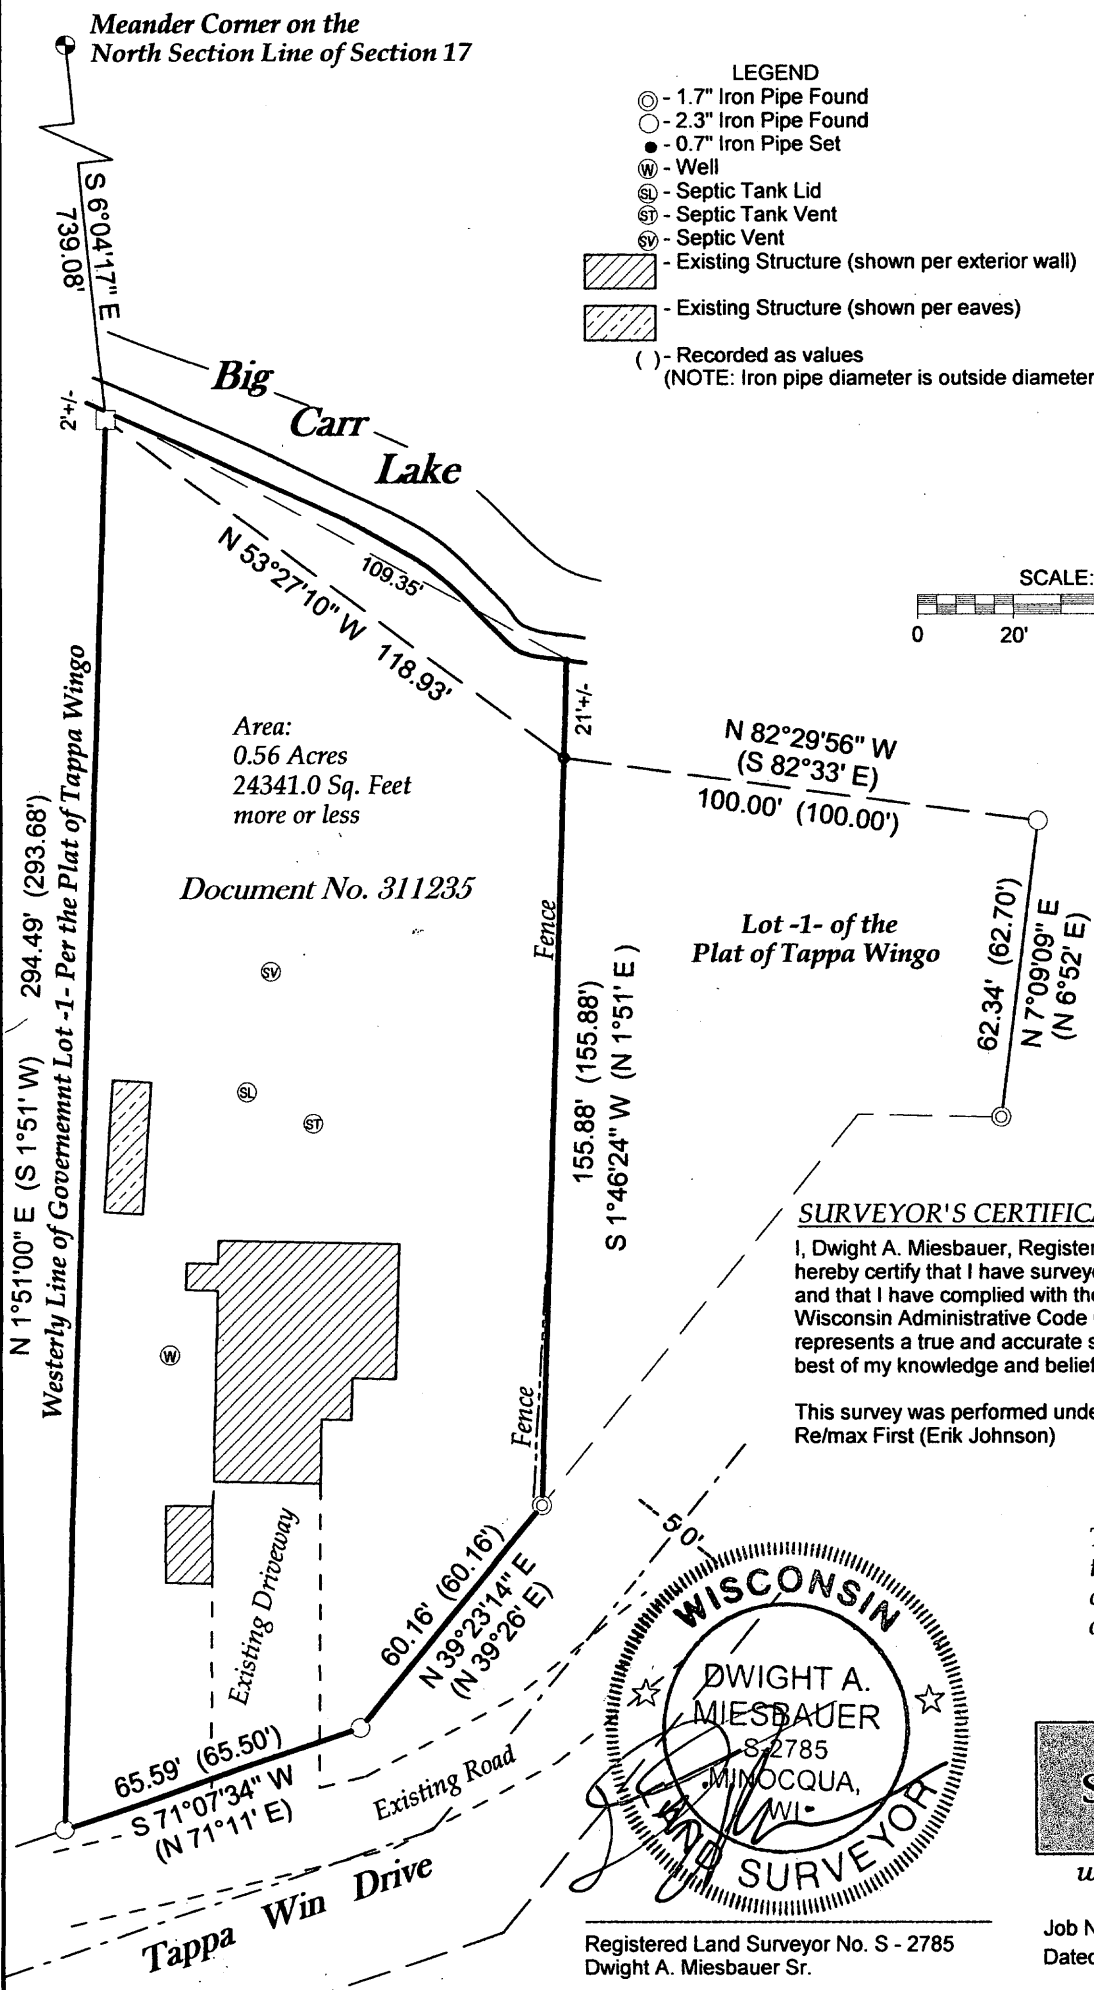 Meander Corner on the
North Section Line of Section 17
LEGEND
- 1.7" Iron Pipe Found
- 2.3" Iron Pipe Found
- 0.7" Iron Pipe Set
W - Well
SL - Septic Tank Lid
ST - Septic Tank Vent
SV - Septic Vent
- Existing Structure (shown per exterior wall)
- Existing Structure (shown per eaves)
( ) - Recorded as values
(NOTE: Iron pipe diameter is outside diameter
S 6°04'17" E
739.08'
Big
Carr
Lake
2'+/-
N 53°27'10" W 118.93'
109.35'
SCALE:
0 20'
21'+/-
N 82°29'56" W
(S 82°33' E)
100.00' (100.00')
Area:
0.56 Acres
24341.0 Sq. Feet
more or less
Document No. 311235
N 1°51'00" E (S 1°51' W) 294.49' (293.68')
Westerly Line of Governemnt Lot -1- Per the Plat of Tappa Wingo
Fence
Lot -1- of the
Plat of Tappa Wingo
62.34' (62.70')
N 7°09'09" E
(N 6°52' E)
SV
SL
ST
155.88' (155.88')
S 1°46'24" W (N 1°51' E )
W
Fence
SURVEYOR'S CERTIFICA
I, Dwight A. Miesbauer, Register
hereby certify that I have surveye
and that I have complied with the
Wisconsin Administrative Code
represents a true and accurate s
best of my knowledge and belief
This survey was performed unde
Re/max First (Erik Johnson)
50'
Existing Driveway
60.16' (60.16')
N 39°23'14" E
(N 39°26' E)
65.59' (65.50')
S 71°07'34" W
(N 71°11' E)
Existing Road
Tappa Win Drive
WISCONSIN
DWIGHT A.
MIESBAUER
S-2785
MINOCQUA,
WI
LAND SURVEYOR
Registered Land Surveyor No. S - 2785
Dwight A. Miesbauer Sr.
S
Job N
Dated